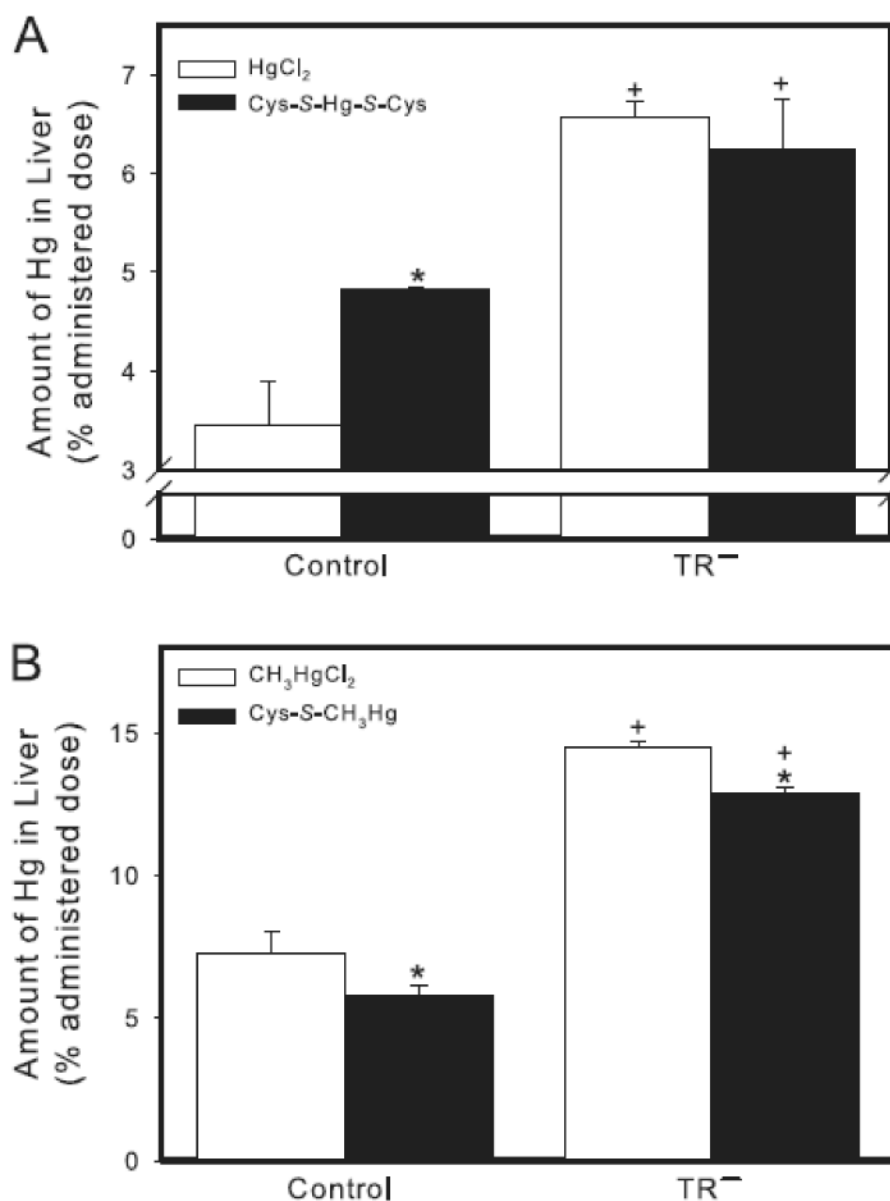 A
Amount of Hg in Liver
(% administered dose)
HgCl₂
Cys-S-Hg-S-Cys
7
6
5
4
3
0
+
+
*
Control
TR⁻
B
Amount of Hg in Liver
(% administered dose)
CH₃HgCl₂
Cys-S-CH₃Hg
15
10
5
0
+
+
*
*
Control
TR⁻